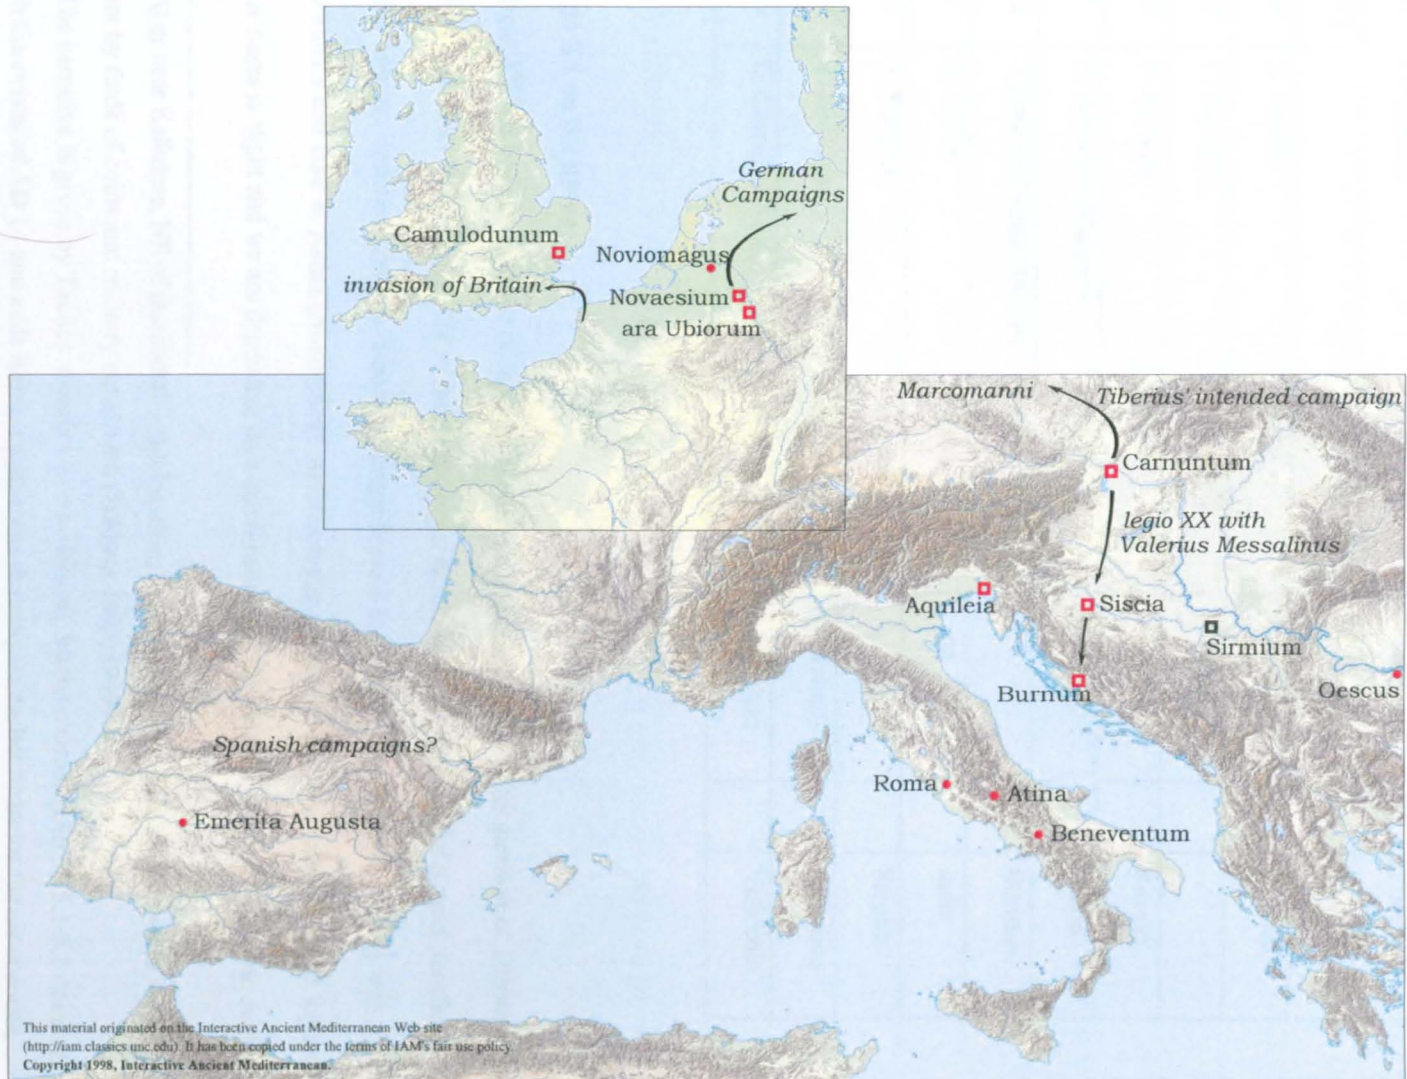 German
Campaigns
Camulodunum
Noviomagus
invasion of Britain
Novaesium
ara Ubiorum
Marcomanni
Tiberius' intended campaign
Carnuntum
legio XX with
Valerius Messalinus
Aquileia
Siscia
Sirmium
Burnum
Oescus
Spanish campaigns?
Roma
Atina
Emerita Augusta
Beneventum
This material originated on the Interactive Ancient Mediterranean Web site
(http://iam.classics.unc.edu). It has been copied under the terms of IAM's fair use policy.
Copyright 1998, Interactive Ancient Mediterranean.